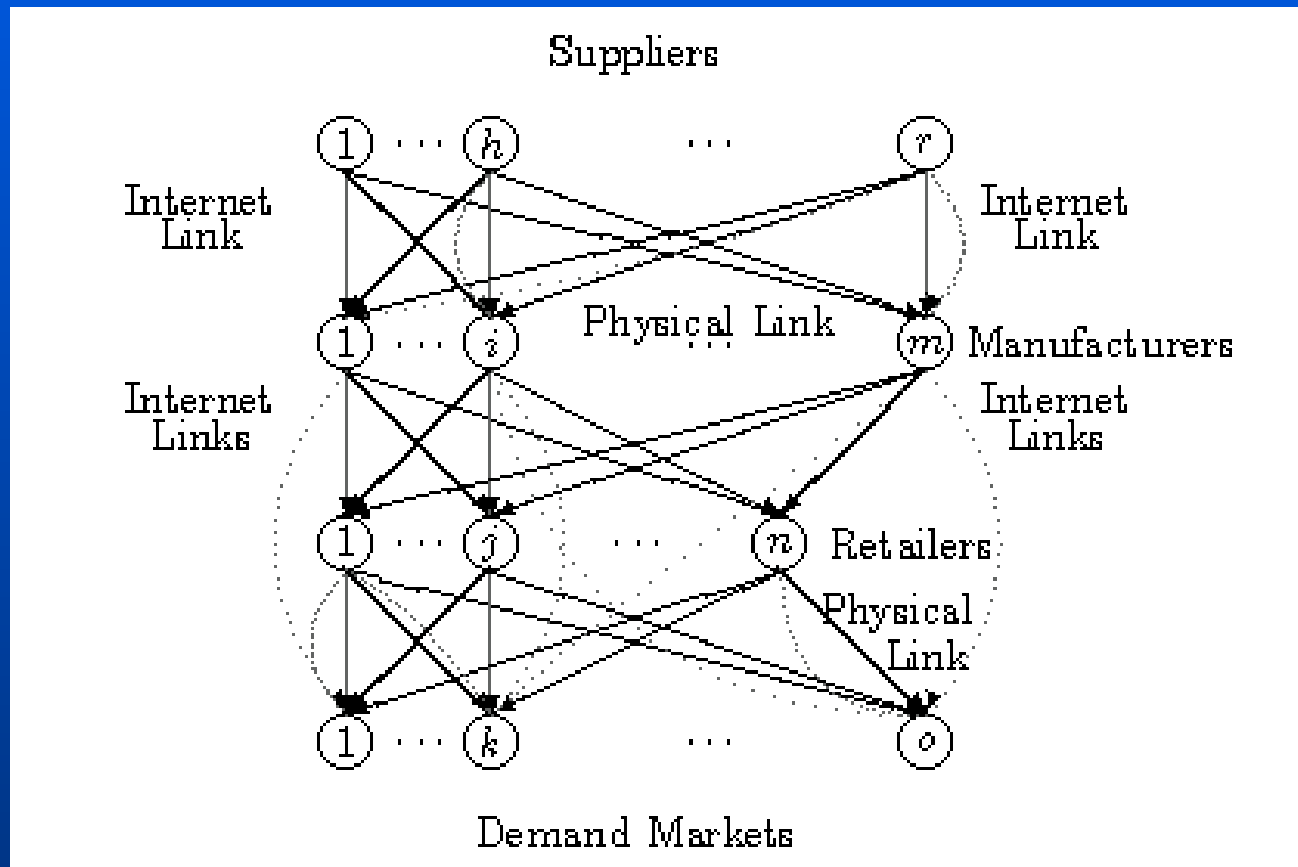 Suppliers
1 ··· h ··· r
Internet
Link
Internet
Link
Physical Link
1 ··· i ··· m Manufacturers
Internet
Links
Internet
Links
1 ··· j ··· n Retailers
Physical
Link
1 ··· k ··· o
Demand Markets